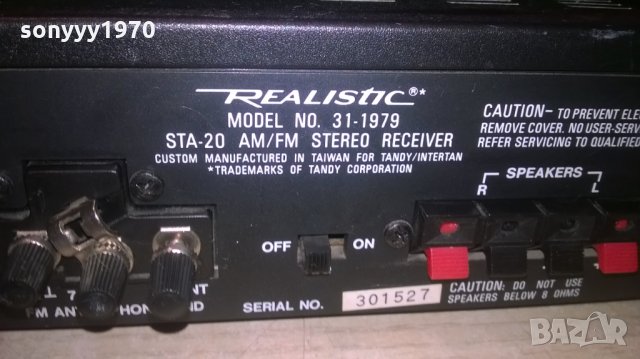 sonyyy1970
REALISTIC®*
MODEL NO. 31-1979
STA-20 AM/FM STEREO RECEIVER
CUSTOM MANUFACTURED IN TAIWAN FOR TANDY/INTERTAN
*TRADEMARKS OF TANDY CORPORATION
CAUTION– TO PREVENT ELE
REMOVE COVER. NO USER-SERV
REFER SERVICING TO QUALIFIED
SPEAKERS
R L
OFF ON
FM ANT
SERIAL NO. 301527
CAUTION: DO NOT USE
SPEAKERS BELOW 8 OHMS
bazar